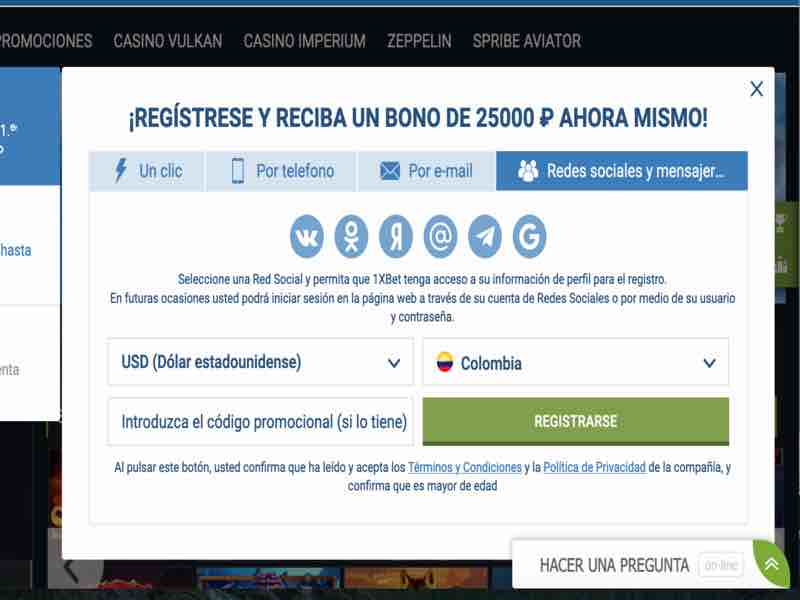 PROMOCIONES CASINO VULKAN CASINO IMPERIUM ZEPPELIN SPRIBE AVIATOR
X
¡REGÍSTRESE Y RECIBA UN BONO DE 25000 ₽ AHORA MISMO!
1.er
Un clic Por telefono Por e-mail Redes sociales y mensajer...
hasta
Seleccione una Red Social y permita que 1XBet tenga acceso a su información de perfil para el registro.
En futuras ocasiones usted podrá iniciar sesión en la página web a través de su cuenta de Redes Sociales o por medio de su usuario
y contraseña.
USD (Dólar estadounidense) Colombia
enta
Introduzca el código promocional (si lo tiene) REGISTRARSE
Al pulsar este botón, usted confirma que ha leído y acepta los Términos y Condiciones y la Política de Privacidad de la compañía, y
confirma que es mayor de edad
HACER UNA PREGUNTA on-line